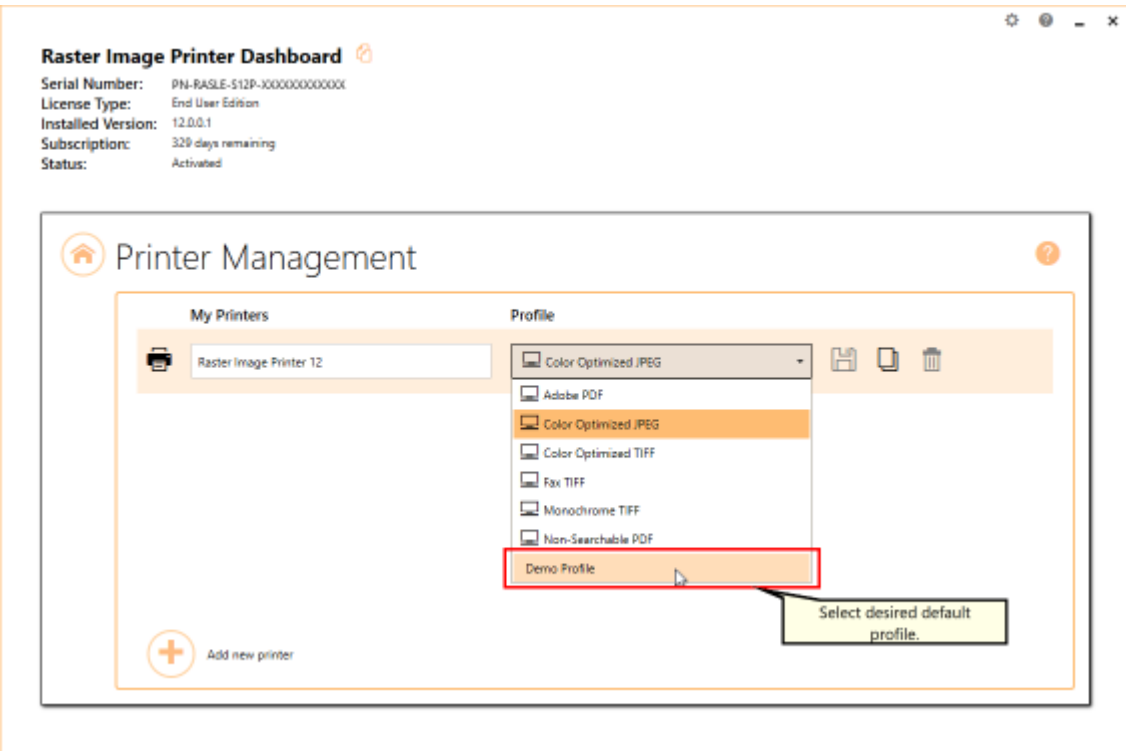 Raster Image Printer Dashboard
Serial Number: PN-RASLE-S12P-XXXXXXXXXXXX
License Type: End User Edition
Installed Version: 12.0.0.1
Subscription: 329 days remaining
Status: Activated
Printer Management
?
My Printers Profile
Raster Image Printer 12 Color Optimized JPEG
Adobe PDF
Color Optimized JPEG
Color Optimized TIFF
Fax TIFF
Monochrome TIFF
Non-Searchable PDF
Demo Profile
Select desired default
profile.
Add new printer